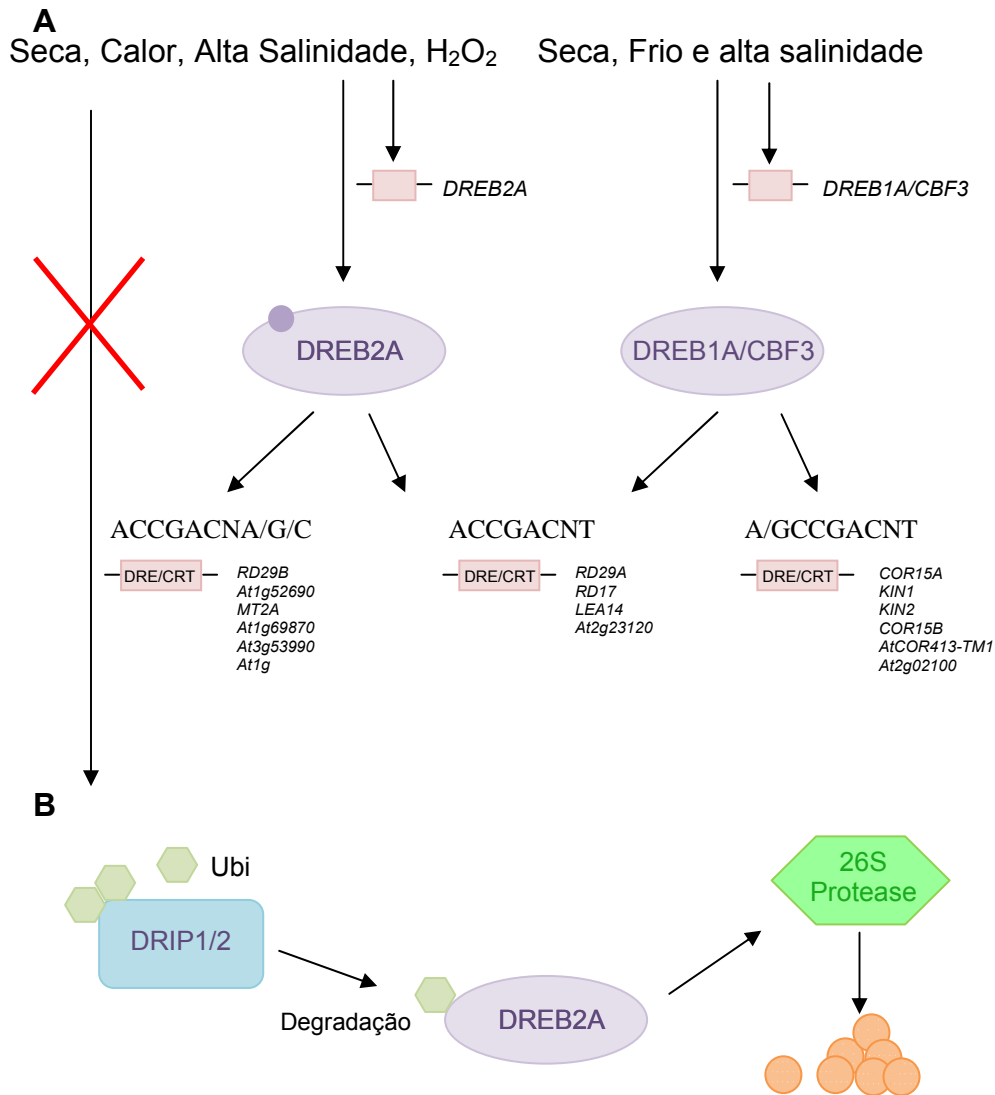 A
Seca, Calor, Alta Salinidade, H₂O₂
Seca, Frio e alta salinidade
DREB2A
DREB1A/CBF3
DREB2A
DREB1A/CBF3
ACCGACNA/G/C
ACCGACNT
A/GCCGACNT
DRE/CRT
RD29B
At1g52690
MT2A
At1g69870
At3g53990
At1g
DRE/CRT
RD29A
RD17
LEA14
At2g23120
DRE/CRT
COR15A
KIN1
KIN2
COR15B
AtCOR413-TM1
At2g02100
B
Ubi
DRIP1/2
Degradação
DREB2A
26S
Protease